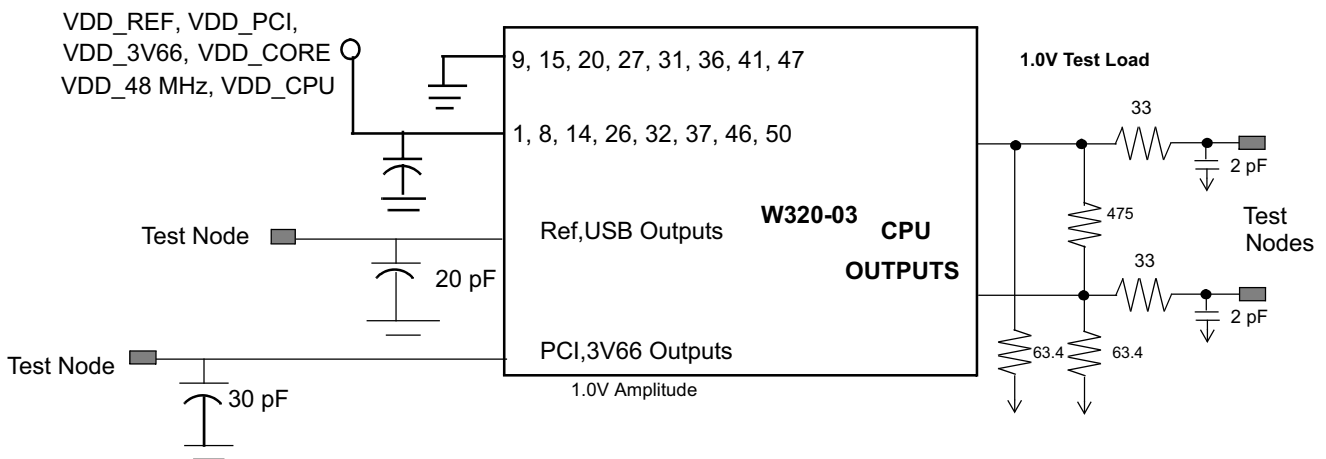 VDD_REF, VDD_PCI,
VDD_3V66, VDD_CORE
VDD_48 MHz, VDD_CPU
9, 15, 20, 27, 31, 36, 41, 47
1, 8, 14, 26, 32, 37, 46, 50
W320-03
CPU
OUTPUTS
Ref,USB Outputs
Test Node
20 pF
PCI,3V66 Outputs
Test Node
30 pF
1.0V Amplitude
1.0V Test Load
33
2 pF
475
Test
Nodes
33
2 pF
63.4
63.4